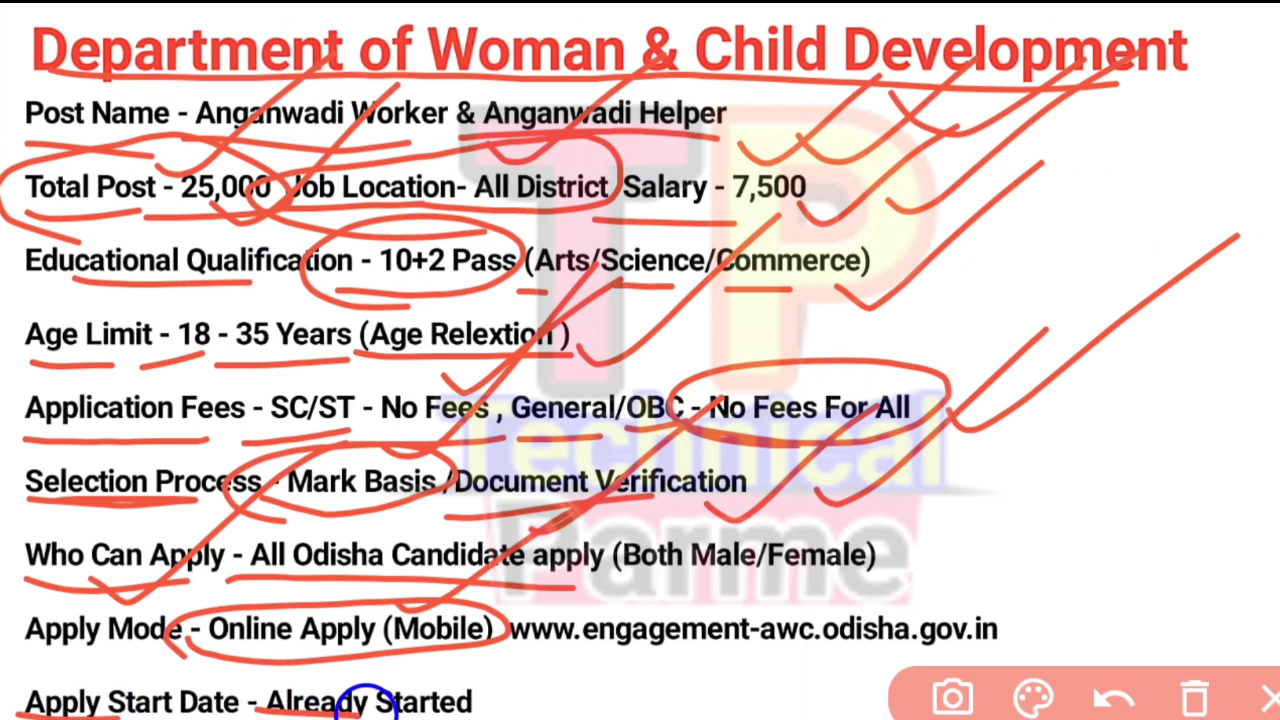 Department of Woman & Child Development
Post Name - Anganwadi Worker & Anganwadi Helper
Total Post - 25,000 Job Location- All District Salary - 7,500
Educational Qualification - 10+2 Pass (Arts/Science/Commerce)
Age Limit - 18 - 35 Years (Age Relextion )
Application Fees - SC/ST - No Fees , General/OBC - No Fees For All
Selection Process - Mark Basis /Document Verification
Who Can Apply - All Odisha Candidate apply (Both Male/Female)
Apply Mode - Online Apply (Mobile) www.engagement-awc.odisha.gov.in
Apply Start Date - Already Started
TP
Technical
Parme